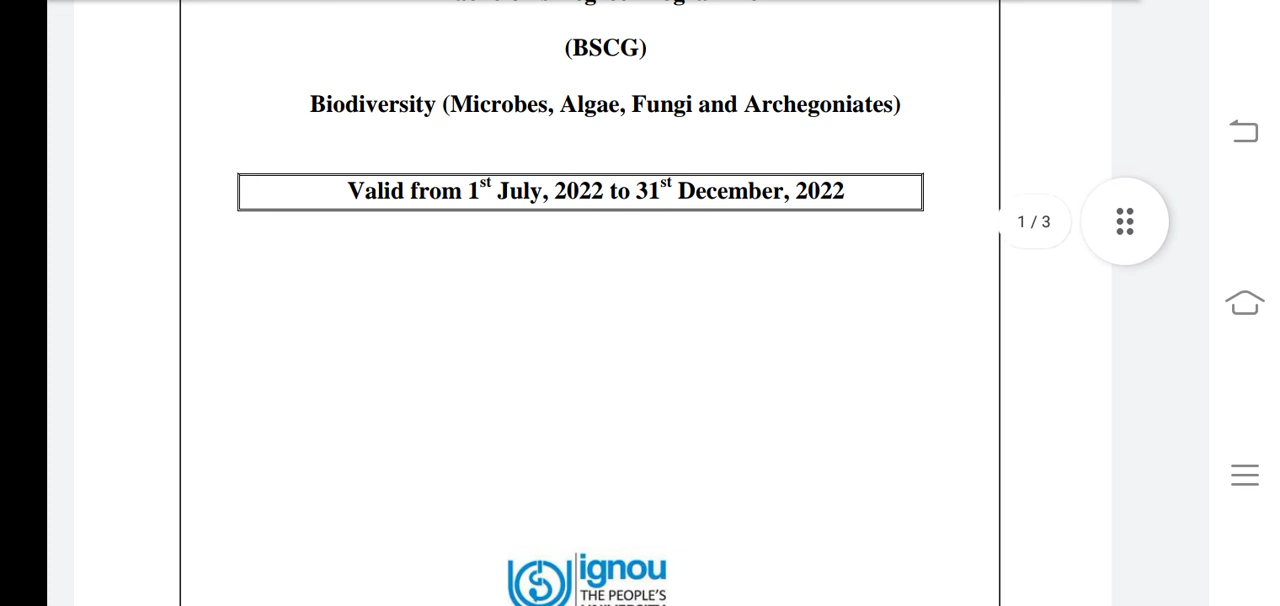 (BSCG)
Biodiversity (Microbes, Algae, Fungi and Archegoniates)
Valid from 1st July, 2022 to 31st December, 2022
1 / 3
ignou
THE PEOPLE'S